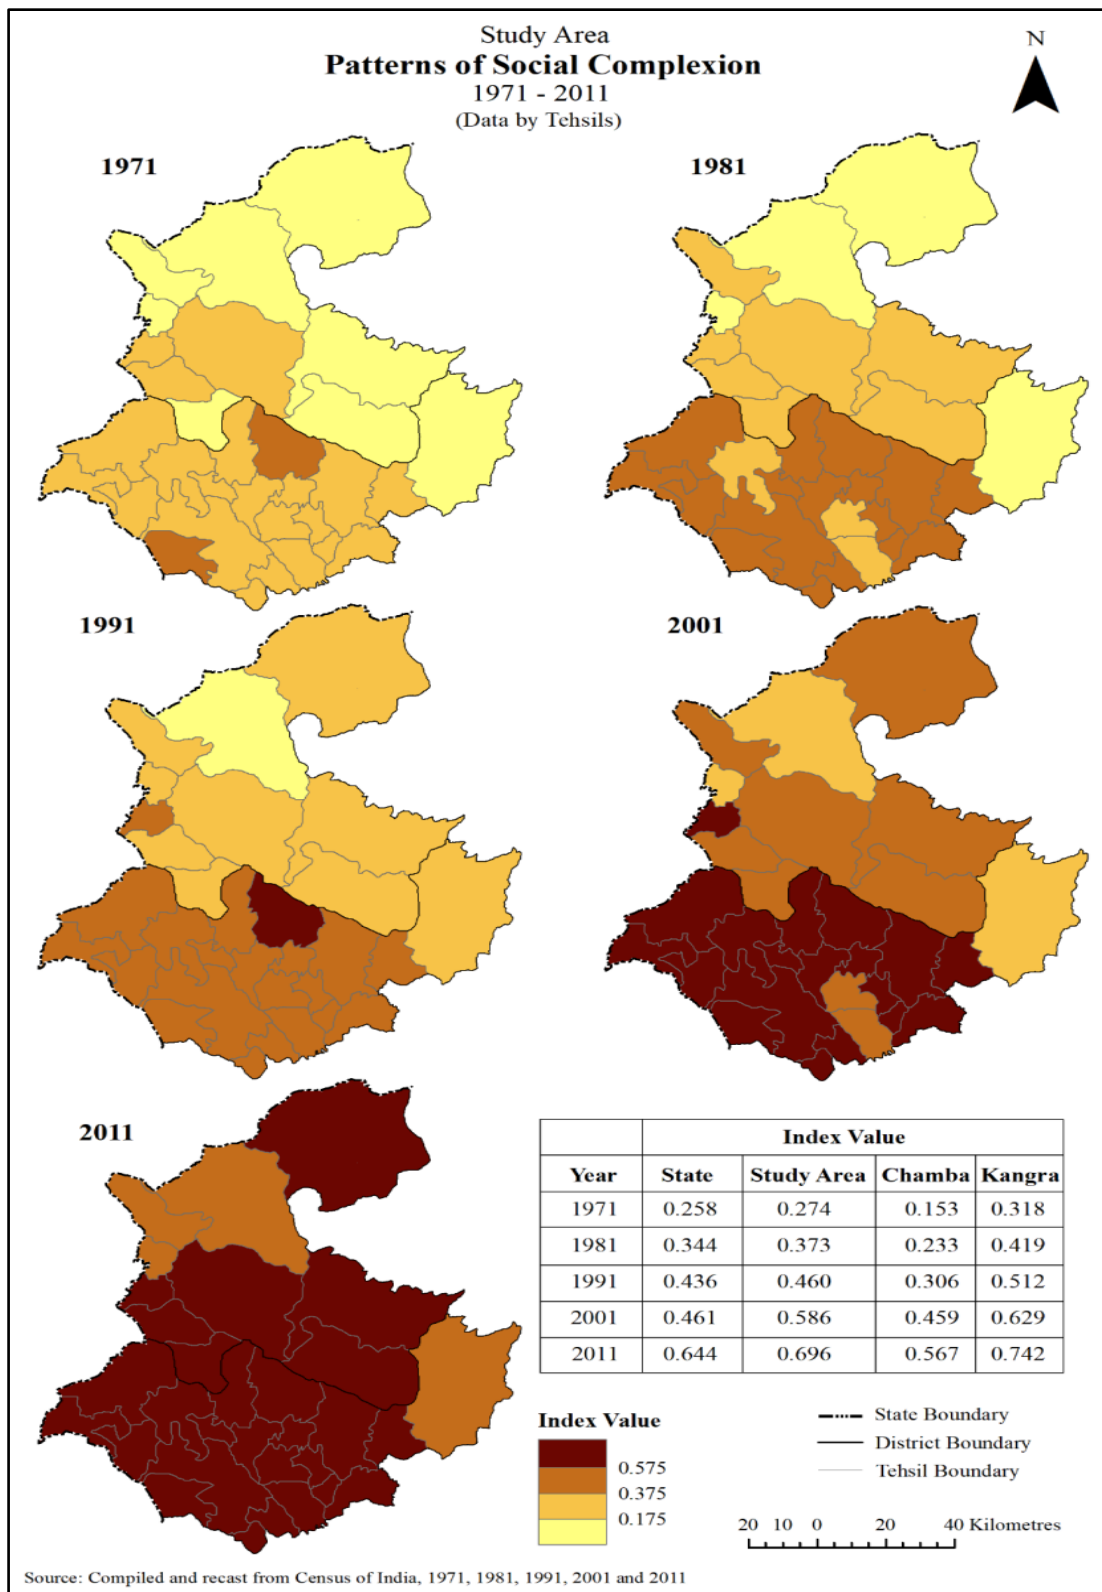 Study Area
Patterns of Social Complexion
1971 - 2011
(Data by Tehsils)
N
1971
1981
1991
2001
2011
Index Value
Year State Study Area Chamba Kangra
1971 0.258 0.274 0.153 0.318
1981 0.344 0.373 0.233 0.419
1991 0.436 0.460 0.306 0.512
2001 0.461 0.586 0.459 0.629
2011 0.644 0.696 0.567 0.742
Index Value
0.575
0.375
0.175
State Boundary
District Boundary
Tehsil Boundary
20 10 0 20 40 Kilometres
Source: Compiled and recast from Census of India, 1971, 1981, 1991, 2001 and 2011